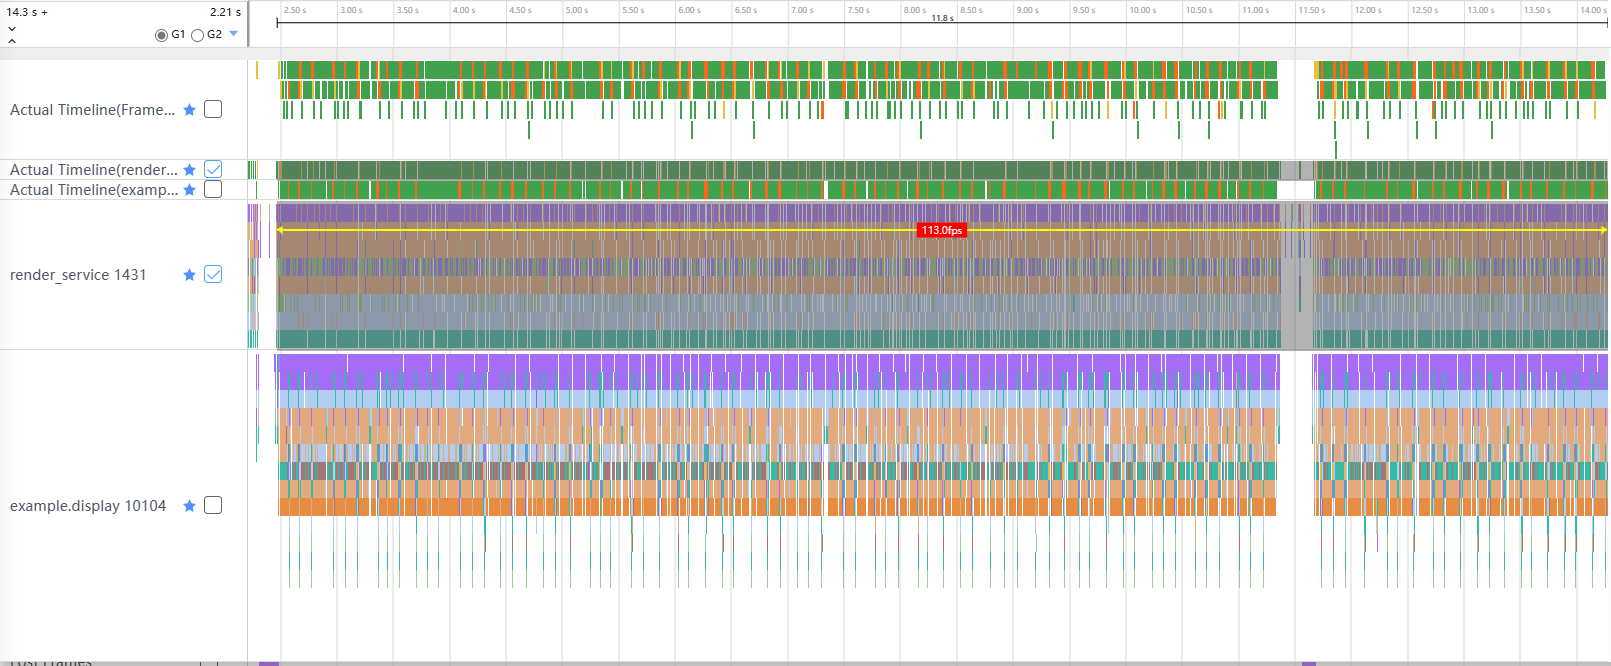 14.3 s +
2.21 s
G1 G2
2.50 s 3.00 s 3.50 s 4.00 s 4.50 s 5.00 s 5.50 s 6.00 s 6.50 s 7.00 s 7.50 s 8.00 s 8.50 s 9.00 s 9.50 s 10.00 s 10.50 s 11.00 s 11.50 s 12.00 s 12.50 s 13.00 s 13.50 s 14.00 s
11.8 s
Actual Timeline(Frame...
Actual Timeline(render...
Actual Timeline(examp...
113.0fps
render_service 1431
example.display 10104
Lost Frames